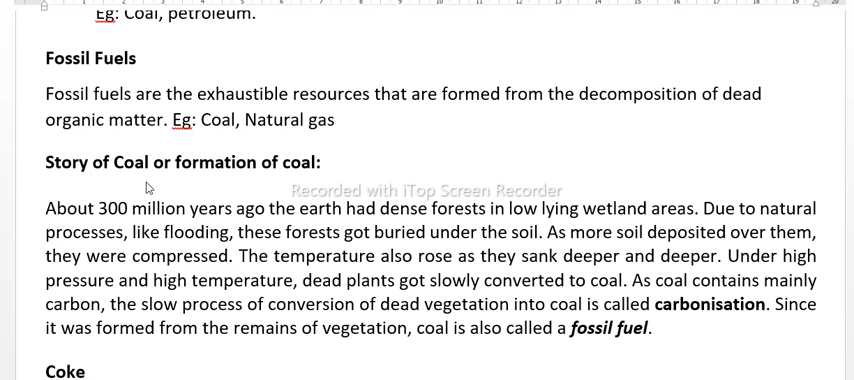 Eg: Coal, petroleum.
Fossil Fuels
Fossil fuels are the exhaustible resources that are formed from the decomposition of dead
organic matter. Eg: Coal, Natural gas
Story of Coal or formation of coal:
Recorded with iTop Screen Recorder
About 300 million years ago the earth had dense forests in low lying wetland areas. Due to natural
processes, like flooding, these forests got buried under the soil. As more soil deposited over them,
they were compressed. The temperature also rose as they sank deeper and deeper. Under high
pressure and high temperature, dead plants got slowly converted to coal. As coal contains mainly
carbon, the slow process of conversion of dead vegetation into coal is called carbonisation. Since
it was formed from the remains of vegetation, coal is also called a fossil fuel.
Coke